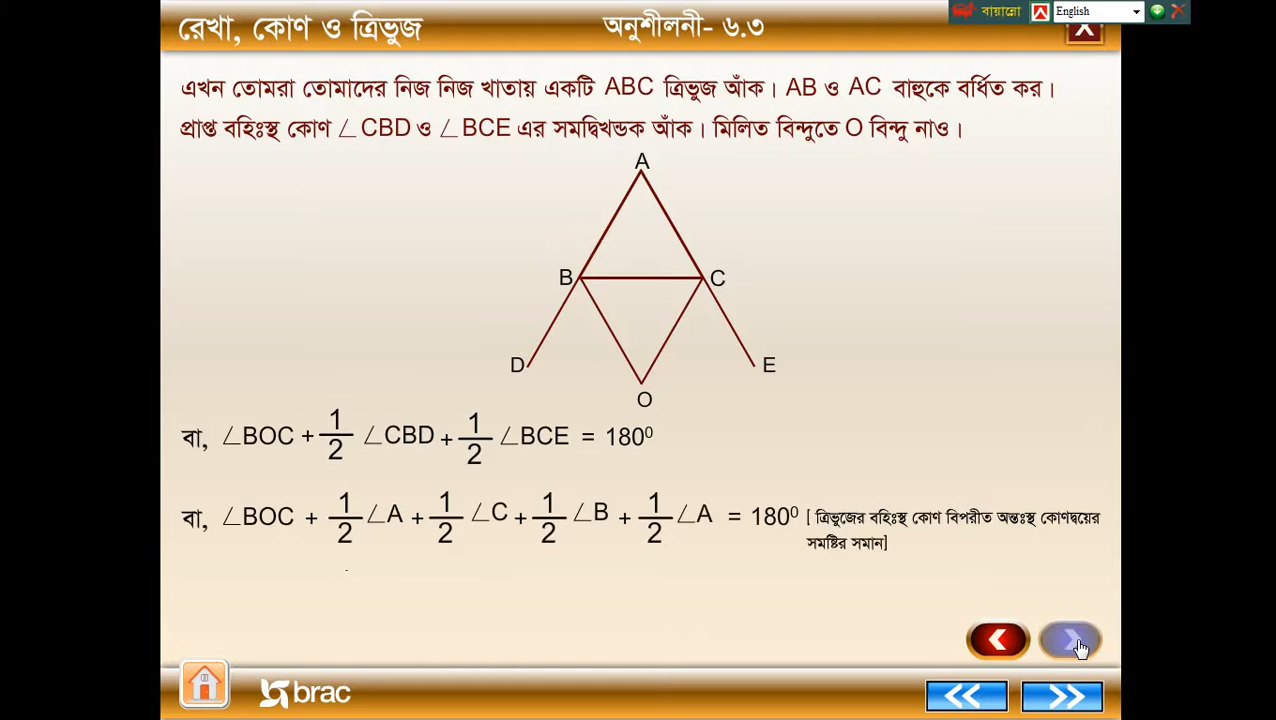 বায়ান্নো English
রেখা, কোণ ও ত্রিভুজ অনুশীলনী- ৬.৩
এখন তোমরা তোমাদের নিজ নিজ খাতায় একটি ABC ত্রিভুজ আঁক। AB ও AC বাহুকে বর্ধিত কর।
প্রাপ্ত বহিঃস্থ কোণ ∠CBD ও ∠BCE এর সমদ্বিখন্ডক আঁক। মিলিত বিন্দুতে O বিন্দু নাও।
A
B C
D E
O
বা, ∠BOC + 1/2 ∠CBD + 1/2 ∠BCE = 180⁰
বা, ∠BOC + 1/2 ∠A + 1/2 ∠C + 1/2 ∠B + 1/2 ∠A = 180⁰ [ ত্রিভুজের বহিঃস্থ কোণ বিপরীত অন্তঃস্থ কোণদ্বয়ের
সমষ্টির সমান]
brac